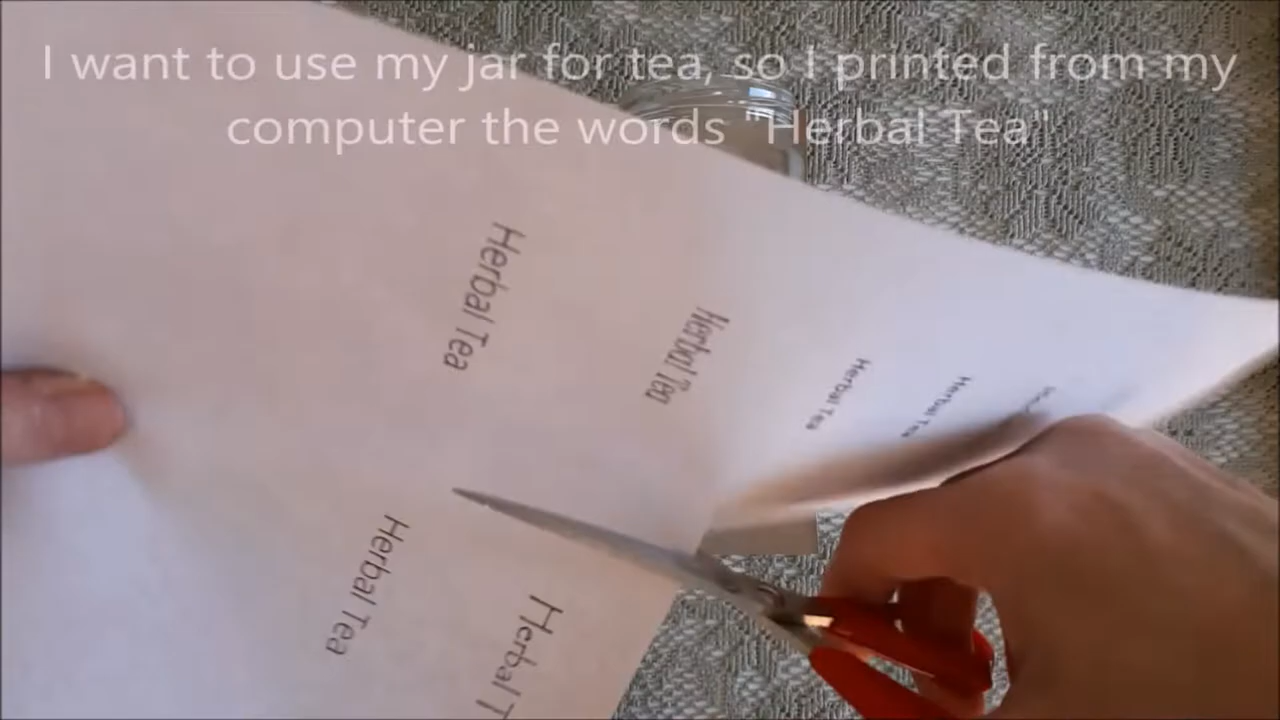 I want to use my jar for tea, so I printed from my
computer the words "Herbal Tea"
Herbal Tea
Herbal Tea
Herbal Tea
Herbal Tea
Herbal Tea
Herbal T